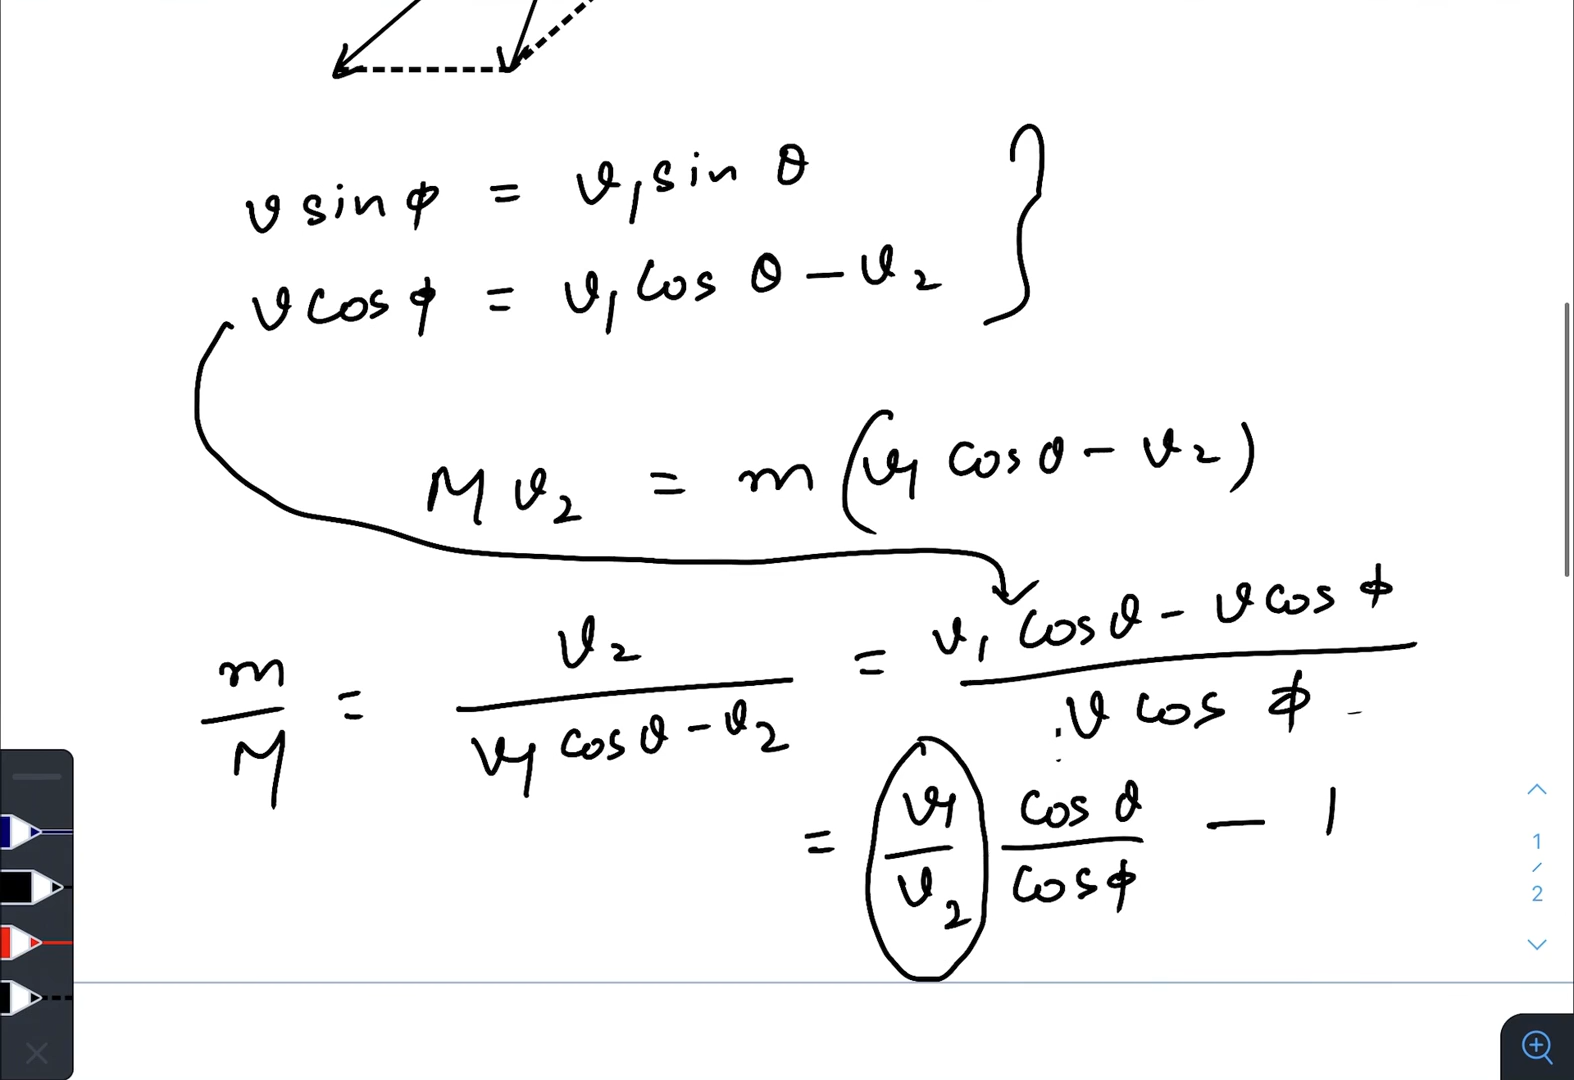 v sin φ = v₁ sin θ
v cos φ = v₁ cos θ − v₂
M v₂ = m (v₁ cos θ − v₂)
m/M = v₂/(v₁ cos θ − v₂) = (v₁ cos θ − v cos φ)/(v cos φ)
= (v₁/v₂) (cos θ/cos φ) − 1
1
/
2